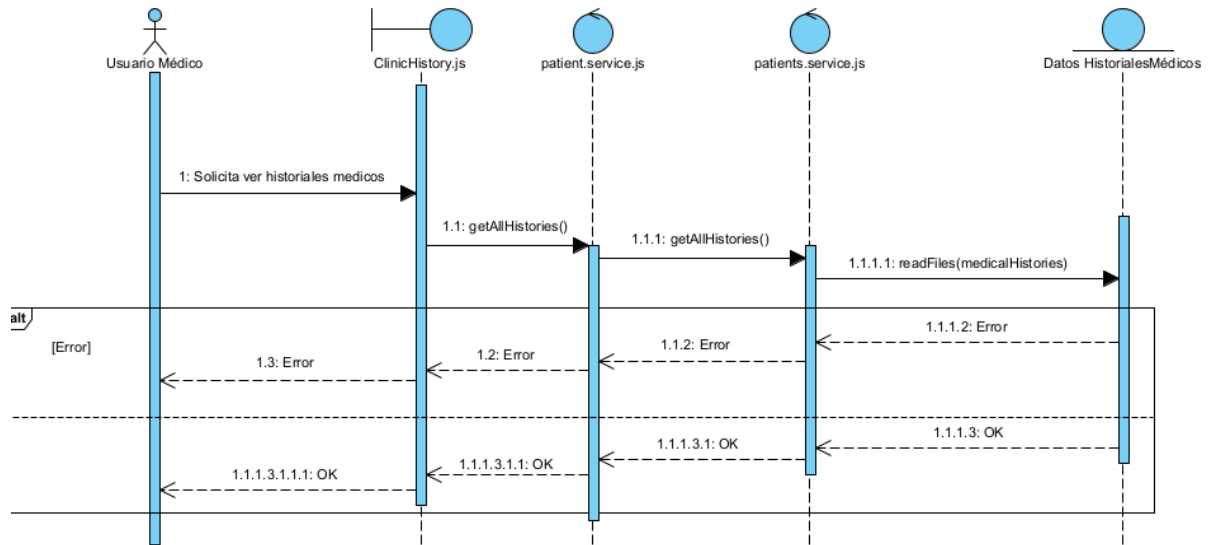 Usuario Médico
ClinicHistory.js
patient.service.js
patients.service.js
Datos HistorialesMédicos
1: Solicita ver historiales medicos
1.1: getAllHistories()
1.1.1: getAllHistories()
1.1.1.1: readFiles(medicalHistories)
alt
[Error]
1.1.1.2: Error
1.1.2: Error
1.2: Error
1.3: Error
1.1.1.3: OK
1.1.1.3.1: OK
1.1.1.3.1.1: OK
1.1.1.3.1.1.1: OK